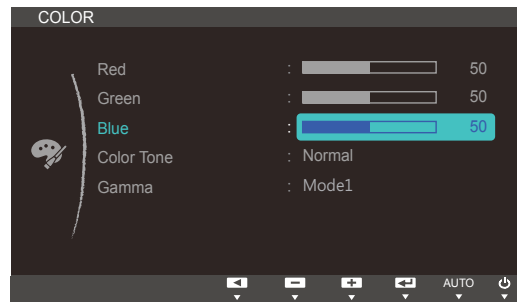 COLOR
Red : 50
Green : 50
Blue : 50
Color Tone : Normal
Gamma : Mode1
AUTO